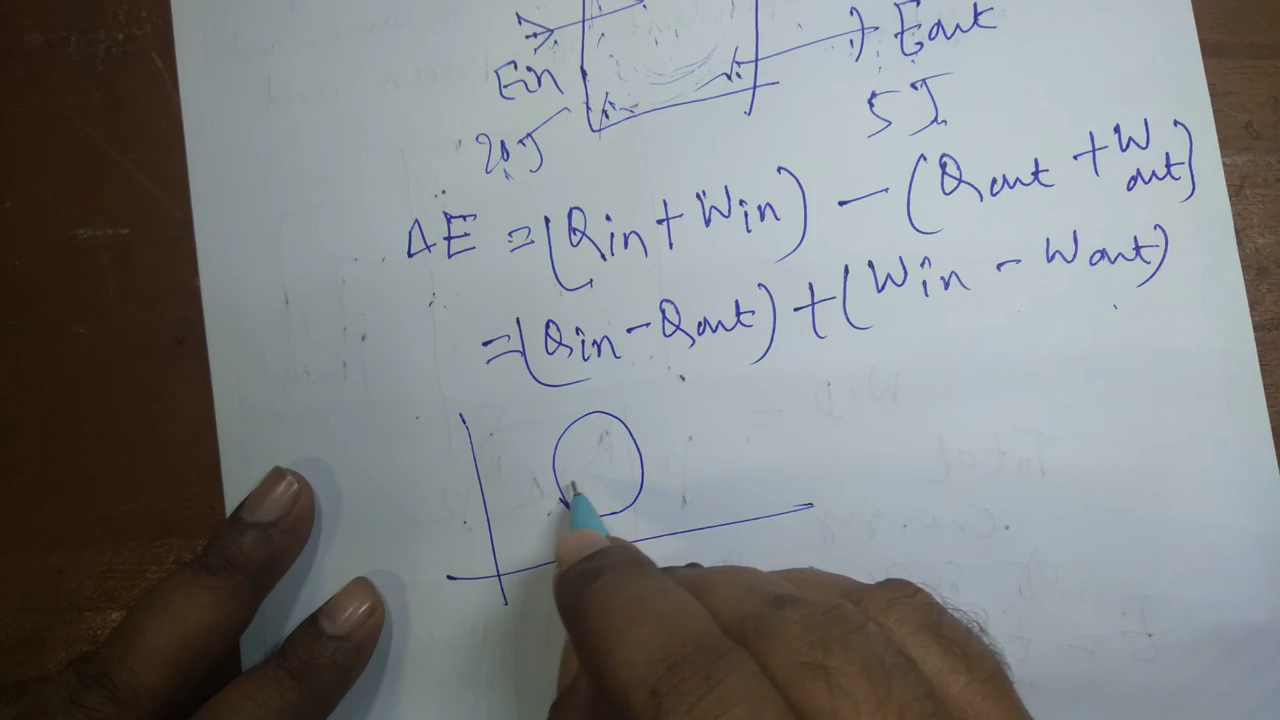 Ein
Eout
20J
5J
ΔE = (Qin + Win) - (Qout + Wout)
= (Qin - Qout) + (Win - Wout)